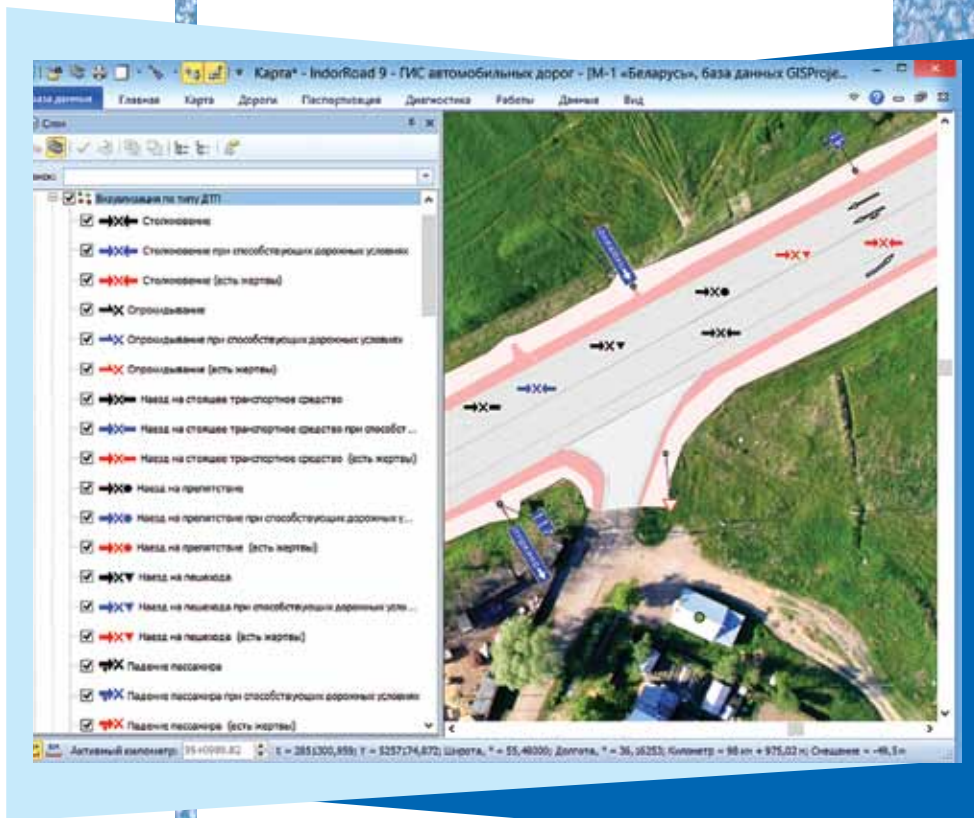 Карта* - IndorRoad 9 - ГИС автомобильных дорог - [М-1 «Беларусь», база данных GISProje...
База данных Главная Карта Дороги Паспортизация Диагностика Работы Данные Вид
Слои
Визуализация по типу ДТП
Столкновение
Столкновение при способствующих дорожных условиях
Столкновение (есть жертвы)
Опрокидывание
Опрокидывание при способствующих дорожных условиях
Опрокидывание (есть жертвы)
Наезд на стоящее транспортное средство
Наезд на стоящее транспортное средство при способст ...
Наезд на стоящее транспортное средство (есть жертвы)
Наезд на препятствие
Наезд на препятствие при способствующих дорожных у...
Наезд на препятствие (есть жертвы)
Наезд на пешехода
Наезд на пешехода при способствующих дорожных усло...
Наезд на пешехода (есть жертвы)
Падение пассажира
Падение пассажира при способствующих дорожных условиях
Падение пассажира (есть жертвы)
Активный километр: X = 2851300,959; Y = 5257174,872; Широта, ° = 55,48000; Долгота, ° = 36,16253; Километр = 98 км + 975,02 м; Смещение = -49,5 м